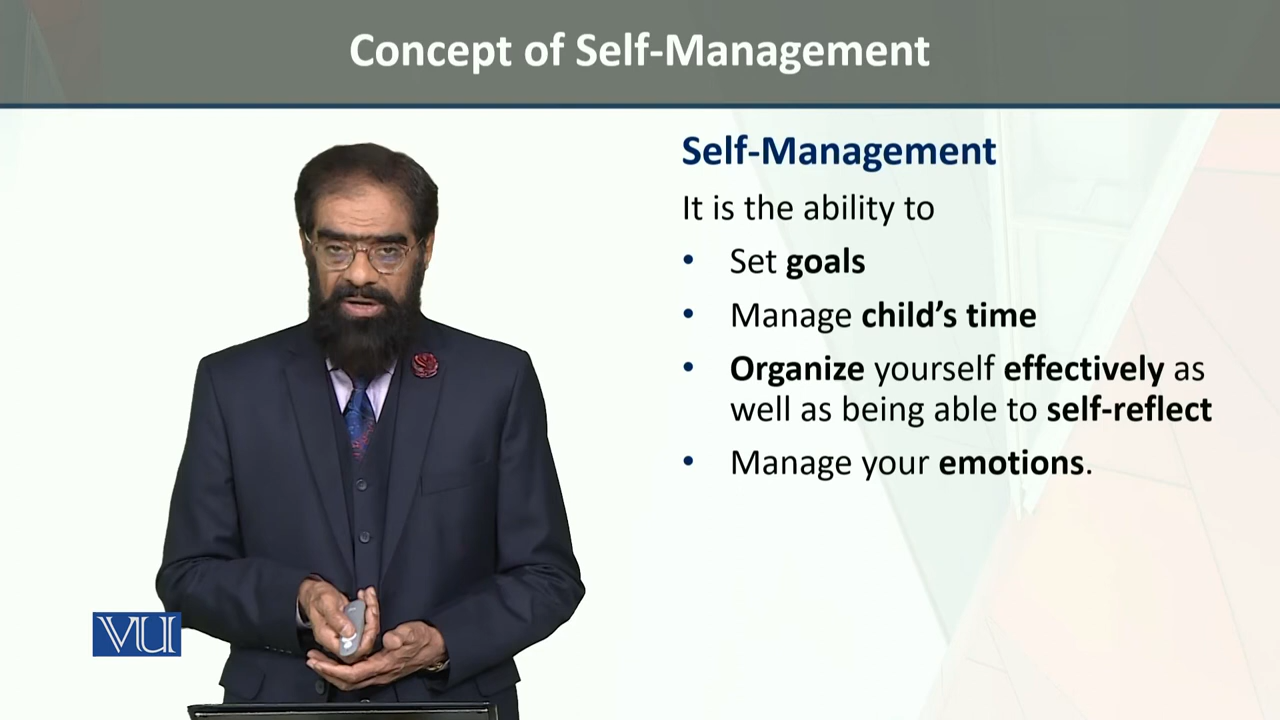 Concept of Self-Management
Self-Management
It is the ability to
• Set goals
• Manage child’s time
• Organize yourself effectively as
well as being able to self-reflect
• Manage your emotions.
VU